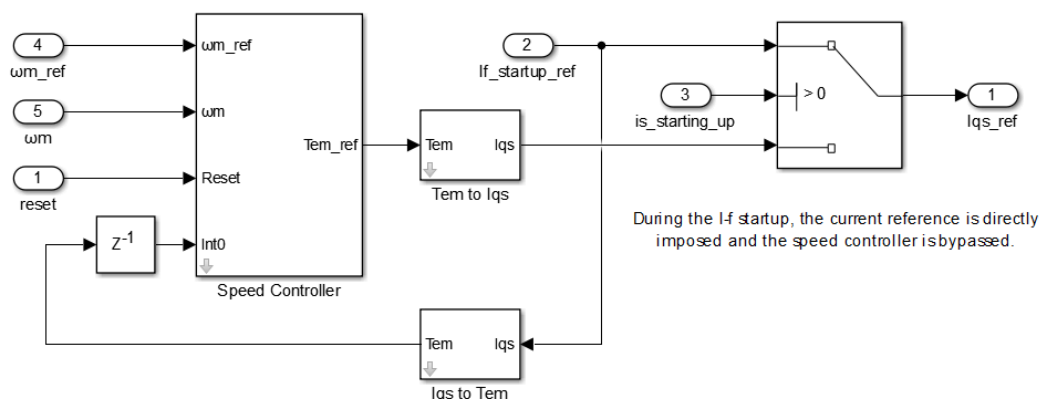 4
ωm_ref
5
ωm
1
reset
Z-1
ωm_ref
ωm
Reset
Int0
Tem_ref
Speed Controller
2
If_startup_ref
3
is_starting_up
> 0
1
Iqs_ref
Tem Iqs
Tem to Iqs
During the I-f startup, the current reference is directly
imposed and the speed controller is bypassed.
Tem Iqs
Iqs to Tem